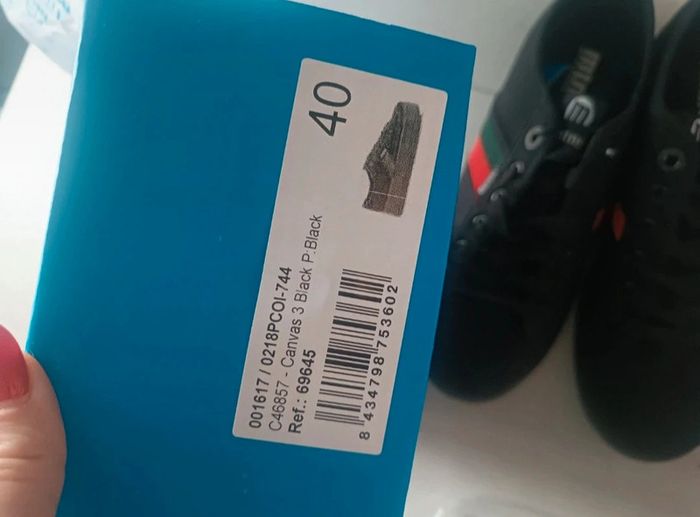 40
001617 / 0218PCOI-744
C46857 - Canvas 3 Black P:Black
Ref.: 69645
8 434798 753602